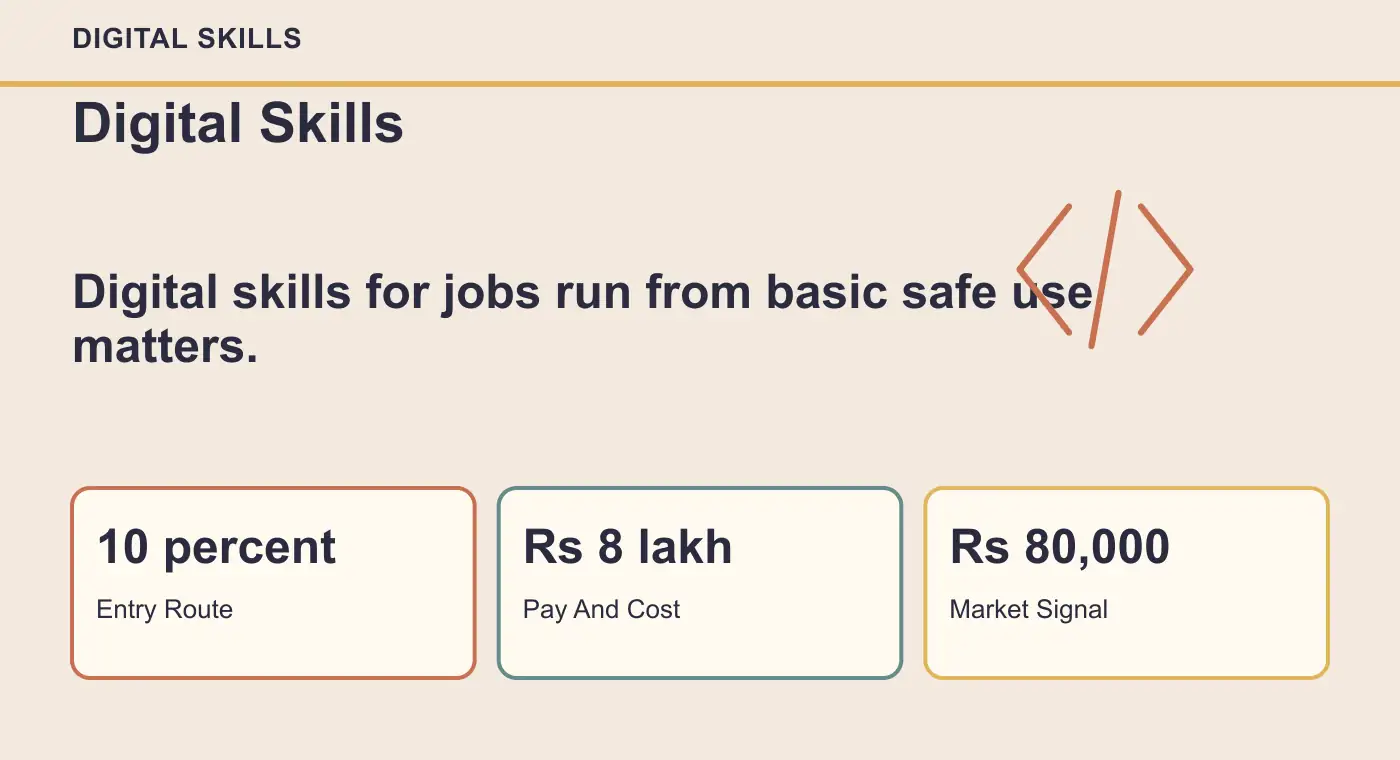 DIGITAL SKILLS
Digital Skills
Digital skills for jobs run from basic safe use
matters.
10 percent
Entry Route
Rs 8 lakh
Pay And Cost
Rs 80,000
Market Signal